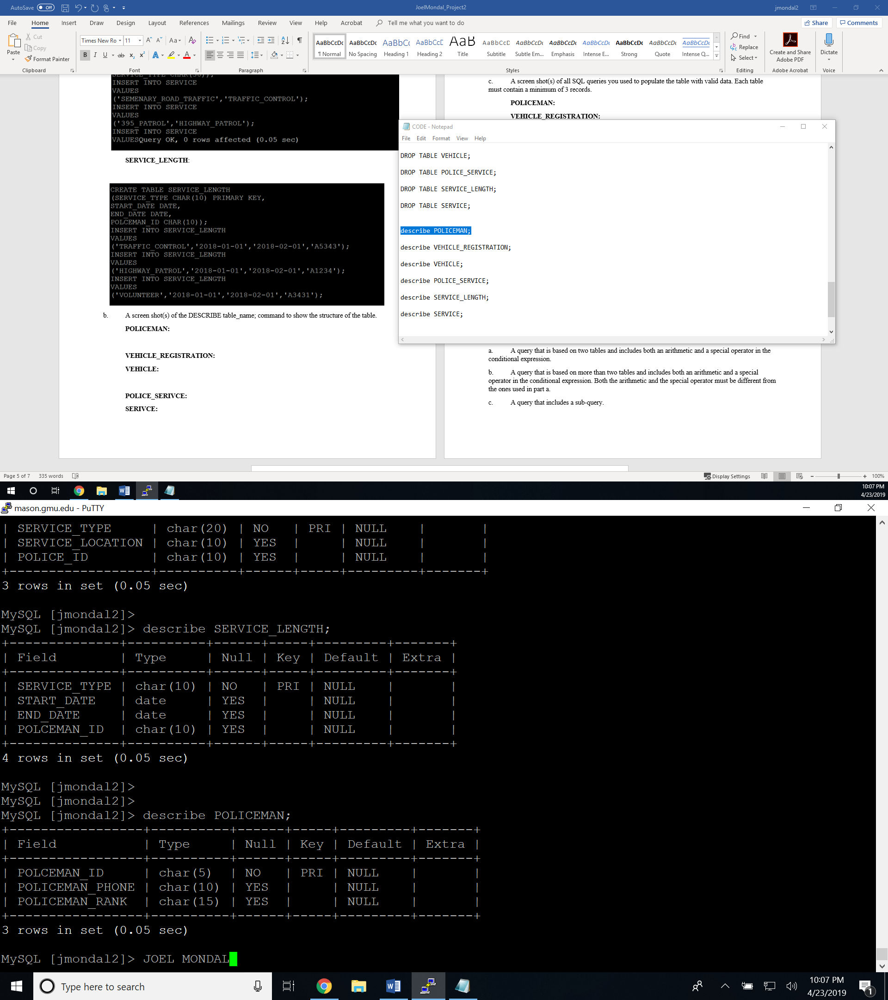 AutoSave Off JoelMondal_Project2 jmondal2
File Home Insert Draw Design Layout References Mailings Review View Help Acrobat Tell me what you want to do Share Comments
Paste Cut Copy Format Painter
Times New Ro 11 Aa
B I U ab x₂ x² A A
AaBbCcDc AaBbCcDc AaBbCc AaBbCcD AaB AaBbCcD AaBbCcDc AaBbCcDc AaBbCcDc AaBbCcDc AaBbCcDc AaBbCcDc
¶ Normal No Spacing Heading 1 Heading 2 Title Subtitle Subtle Em... Emphasis Intense E... Strong Quote Intense Q...
Find Replace Select
Create and Share Adobe PDF
Dictate
Clipboard Font Paragraph Styles Editing Adobe Acrobat Voice
SERVICE_TYPE CHAR(30));
INSERT INTO SERVICE
VALUES
('SEMENARY_ROAD_TRAFFIC','TRAFFIC_CONTROL');
INSERT INTO SERVICE
VALUES
('395_PATROL','HIGHWAY_PATROL');
INSERT INTO SERVICE
VALUESQuery OK, 0 rows affected (0.05 sec)
SERVICE_LENGTH:
CREATE TABLE SERVICE_LENGTH
(SERVICE_TYPE CHAR(10) PRIMARY KEY,
START_DATE DATE,
END_DATE DATE,
POLCEMAN_ID CHAR(10));
INSERT INTO SERVICE_LENGTH
VALUES
('TRAFFIC_CONTROL','2018-01-01','2018-02-01','A5343');
INSERT INTO SERVICE_LENGTH
VALUES
('HIGHWAY_PATROL','2018-01-01','2018-02-01','A1234');
INSERT INTO SERVICE_LENGTH
VALUES
('VOLUNTEER','2018-01-01','2018-02-01','A3431');
b. A screen shot(s) of the DESCRIBE table_name; command to show the structure of the table.
POLICEMAN:
VEHICLE_REGISTRATION:
VEHICLE:
POLICE_SERIVCE:
SERIVCE:
c. A screen shot(s) of all SQL queries you used to populate the table with valid data. Each table
must contain a minimum of 3 records.
POLICEMAN:
VEHICLE_REGISTRATION:
CODE - Notepad
File Edit Format View Help
DROP TABLE VEHICLE;
DROP TABLE POLICE_SERVICE;
DROP TABLE SERVICE_LENGTH;
DROP TABLE SERVICE;
describe POLICEMAN;
describe VEHICLE_REGISTRATION;
describe VEHICLE;
describe POLICE_SERVICE;
describe SERVICE_LENGTH;
describe SERVICE;
a. A query that is based on two tables and includes both an arithmetic and a special operator in the
conditional expression.
b. A query that is based on more than two tables and includes both an arithmetic and a special
operator in the conditional expression. Both the arithmetic and the special operator must be different from
the ones used in part a.
c. A query that includes a sub-query.
Page 5 of 7 335 words Display Settings 100%
10:07 PM
4/23/2019
mason.gmu.edu - PuTTY
| SERVICE_TYPE | char(20) | NO | PRI | NULL | |
| SERVICE_LOCATION | char(10) | YES | | NULL | |
| POLICE_ID | char(10) | YES | | NULL | |
+------------------+----------+------+-----+---------+-------+
3 rows in set (0.05 sec)
MySQL [jmondal2]>
MySQL [jmondal2]> describe SERVICE_LENGTH;
+--------------+----------+------+-----+---------+-------+
| Field | Type | Null | Key | Default | Extra |
+--------------+----------+------+-----+---------+-------+
| SERVICE_TYPE | char(10) | NO | PRI | NULL | |
| START_DATE | date | YES | | NULL | |
| END_DATE | date | YES | | NULL | |
| POLCEMAN_ID | char(10) | YES | | NULL | |
+--------------+----------+------+-----+---------+-------+
4 rows in set (0.05 sec)
MySQL [jmondal2]>
MySQL [jmondal2]>
MySQL [jmondal2]> describe POLICEMAN;
+-----------------+----------+------+-----+---------+-------+
| Field | Type | Null | Key | Default | Extra |
+-----------------+----------+------+-----+---------+-------+
| POLCEMAN_ID | char(5) | NO | PRI | NULL | |
| POLICEMAN_PHONE | char(10) | YES | | NULL | |
| POLICEMAN_RANK | char(15) | YES | | NULL | |
+-----------------+----------+------+-----+---------+-------+
3 rows in set (0.05 sec)
MySQL [jmondal2]> JOEL MONDAL
Type here to search
10:07 PM
4/23/2019
1